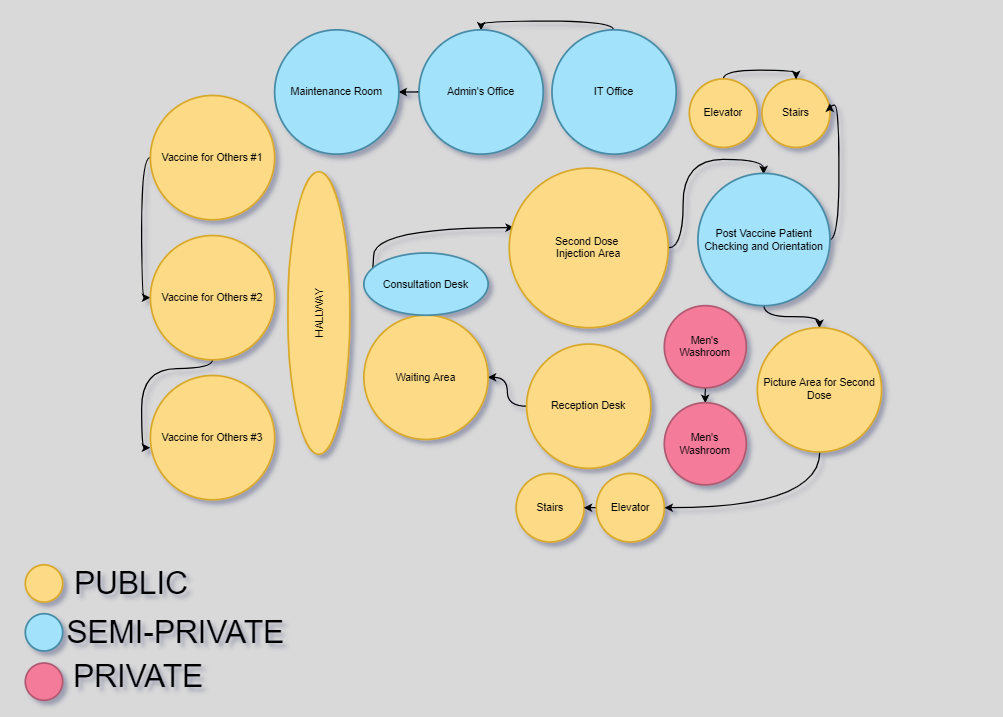 Maintenance Room
Admin's Office
IT Office
Elevator
Stairs
Vaccine for Others #1
Post Vaccine Patient
Checking and Orientation
Second Dose
Injection Area
Consultation Desk
Vaccine for Others #2
HALLWAY
Men's
Washroom
Waiting Area
Picture Area for Second
Dose
Reception Desk
Vaccine for Others #3
Men's
Washroom
Stairs
Elevator
PUBLIC
SEMI-PRIVATE
PRIVATE